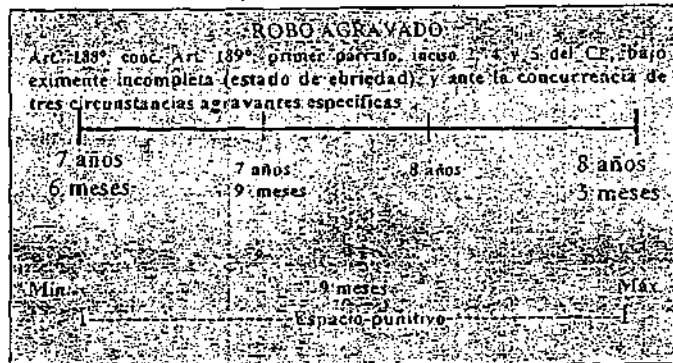 ROBO AGRAVADO
Art. 188°, conc. Art. 189°, primer párrafo, inciso 4 y 5 del CP, bajo
eximente incompleta (estado de ebriedad), y ante la concurrencia de
tres circunstancias agravantes específicas
7 años 7 años 8 años 8 años
6 meses 9 meses 3 meses
Min. 9 meses Máx
Espacio punitivo